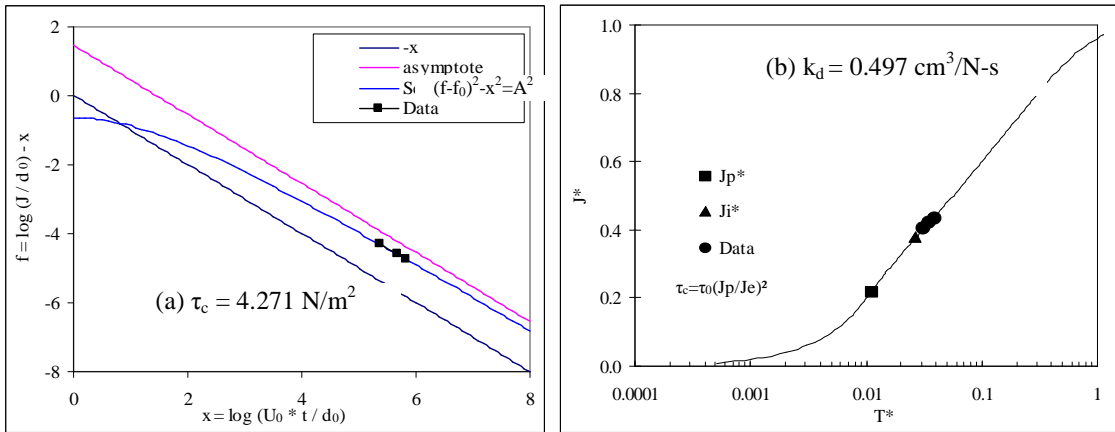 2
0
-2
-4
-6
-8
f = log (J / d0) - x
-x
asymptote
(f-f₀)²-x²=A²
Data
(a) τc = 4.271 N/m²
0 2 4 6 8
x = log (U₀ * t / d₀)
1.0
0.8
0.6
0.4
0.2
0.0
J*
(b) kd = 0.497 cm³/N-s
Jp*
Ji*
Data
τc=τ0(Jp/Je)²
0.0001 0.001 0.01 0.1 1
T*